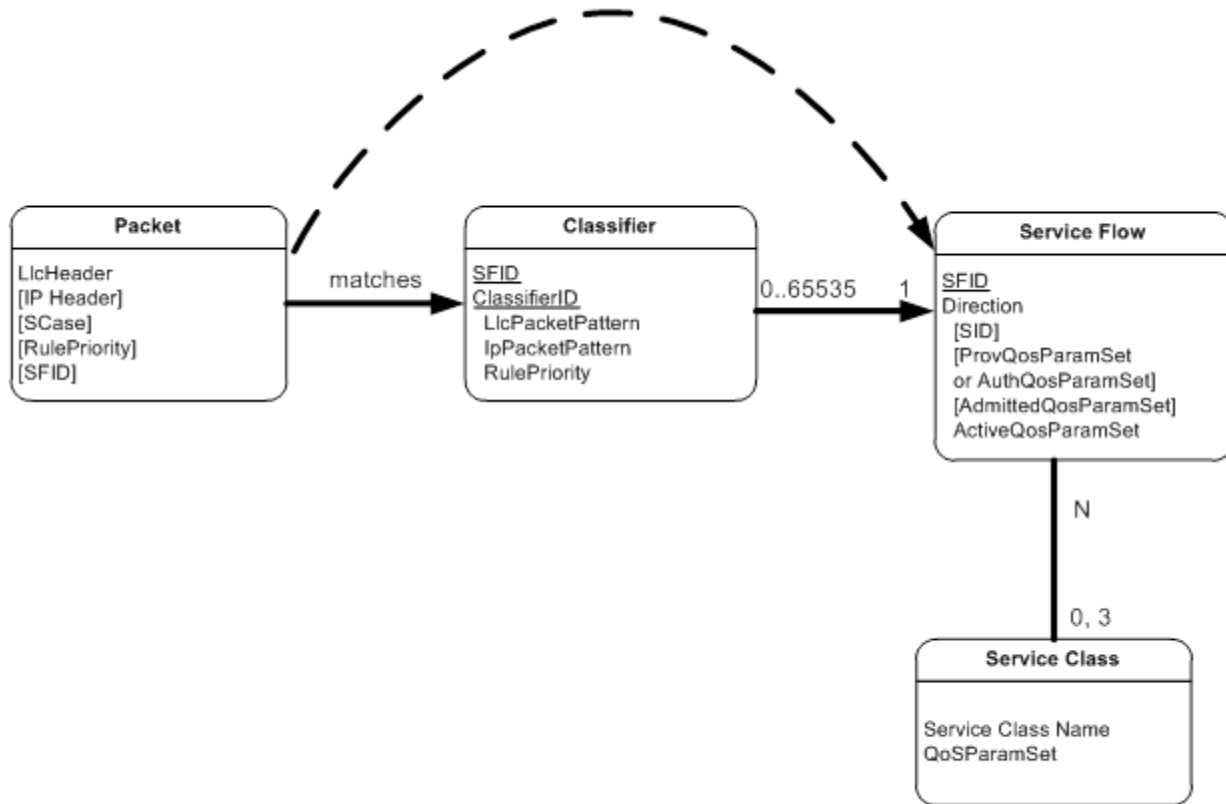 Packet
LlcHeader
[IP Header]
[SCase]
[RulePriority]
[SFID]
matches
Classifier
SFID
ClassifierID
LlcPacketPattern
IpPacketPattern
RulePriority
0..65535
1
Service Flow
SFID
Direction
[SID]
[ProvQosParamSet
or AuthQosParamSet]
[AdmittedQosParamSet]
ActiveQosParamSet
N
0, 3
Service Class
Service Class Name
QoSParamSet